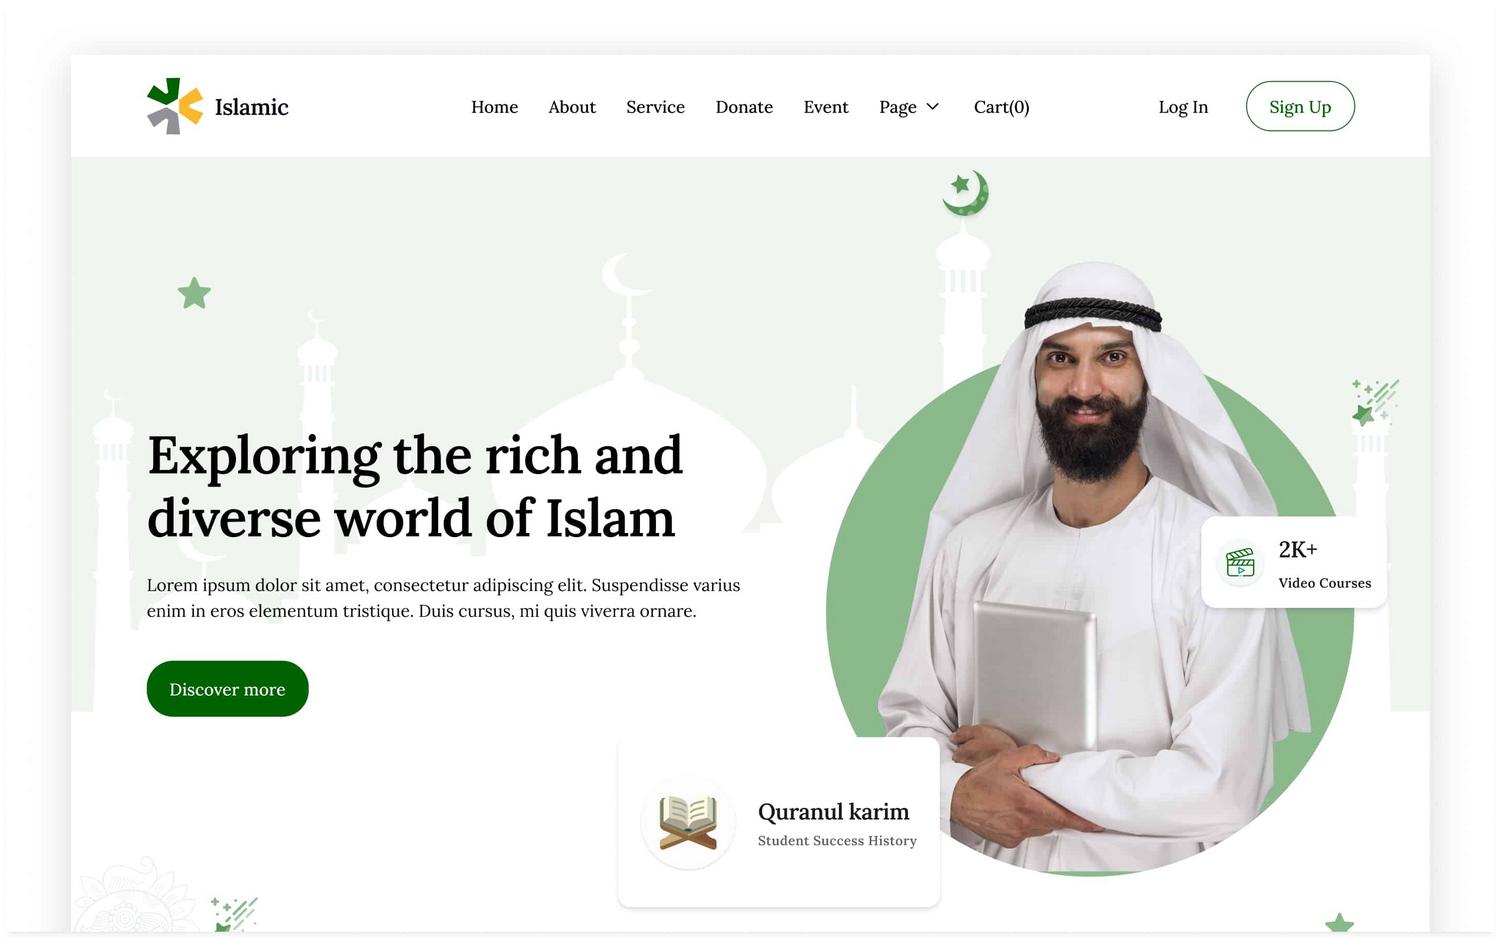 Islamic
Home About Service Donate Event Page Cart(0) Log In Sign Up
Exploring the rich and
diverse world of Islam
Lorem ipsum dolor sit amet, consectetur adipiscing elit. Suspendisse varius
enim in eros elementum tristique. Duis cursus, mi quis viverra ornare.
Discover more
2K+
Video Courses
Quranul karim
Student Success History